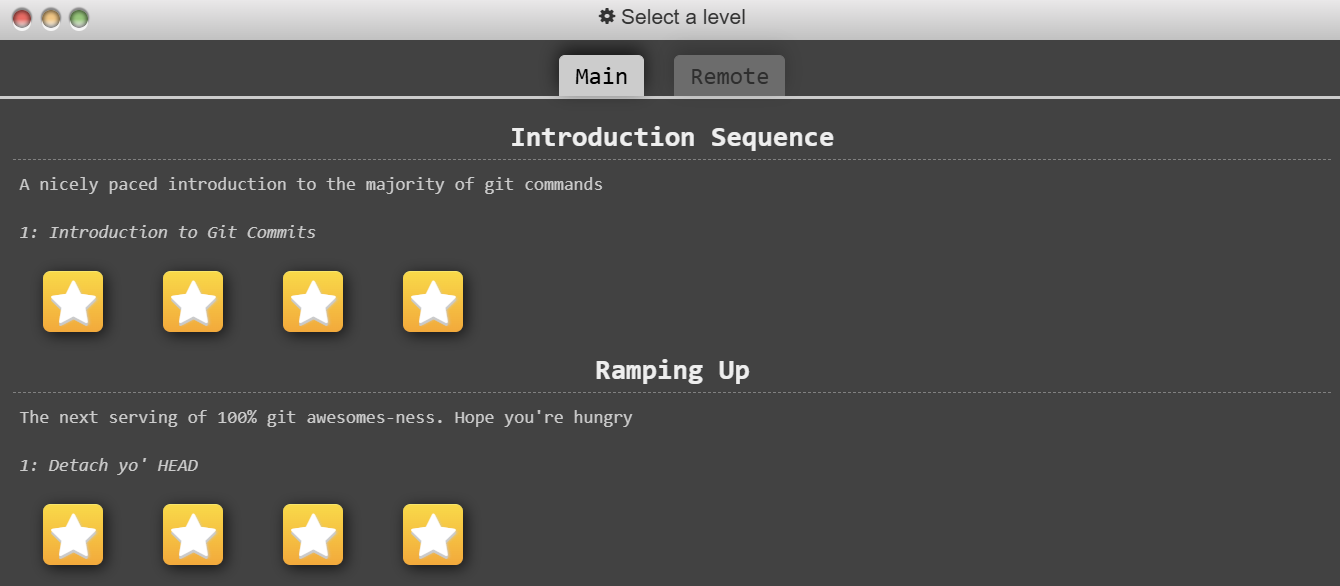 Select a level
Main
Remote
Introduction Sequence
A nicely paced introduction to the majority of git commands
1: Introduction to Git Commits
Ramping Up
The next serving of 100% git awesomes-ness. Hope you're hungry
1: Detach yo' HEAD